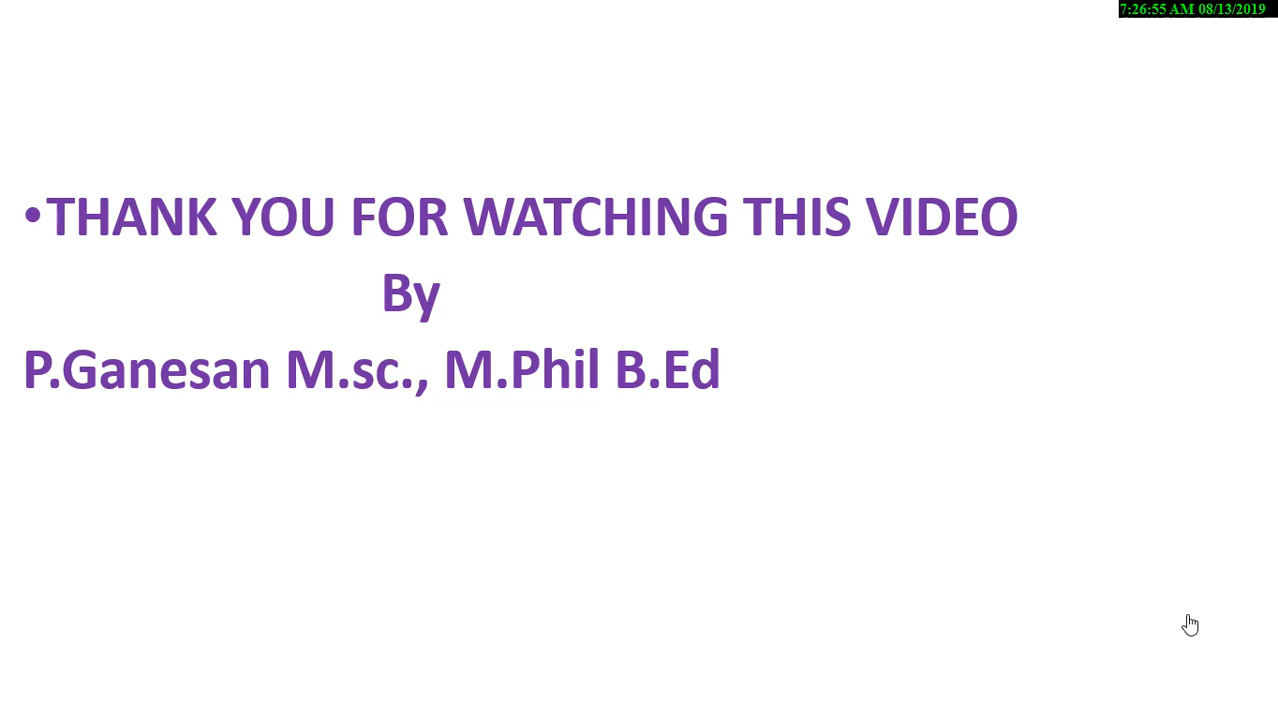 7:26:55 AM 08/13/2019
•THANK YOU FOR WATCHING THIS VIDEO
By
P.Ganesan M.sc., M.Phil B.Ed